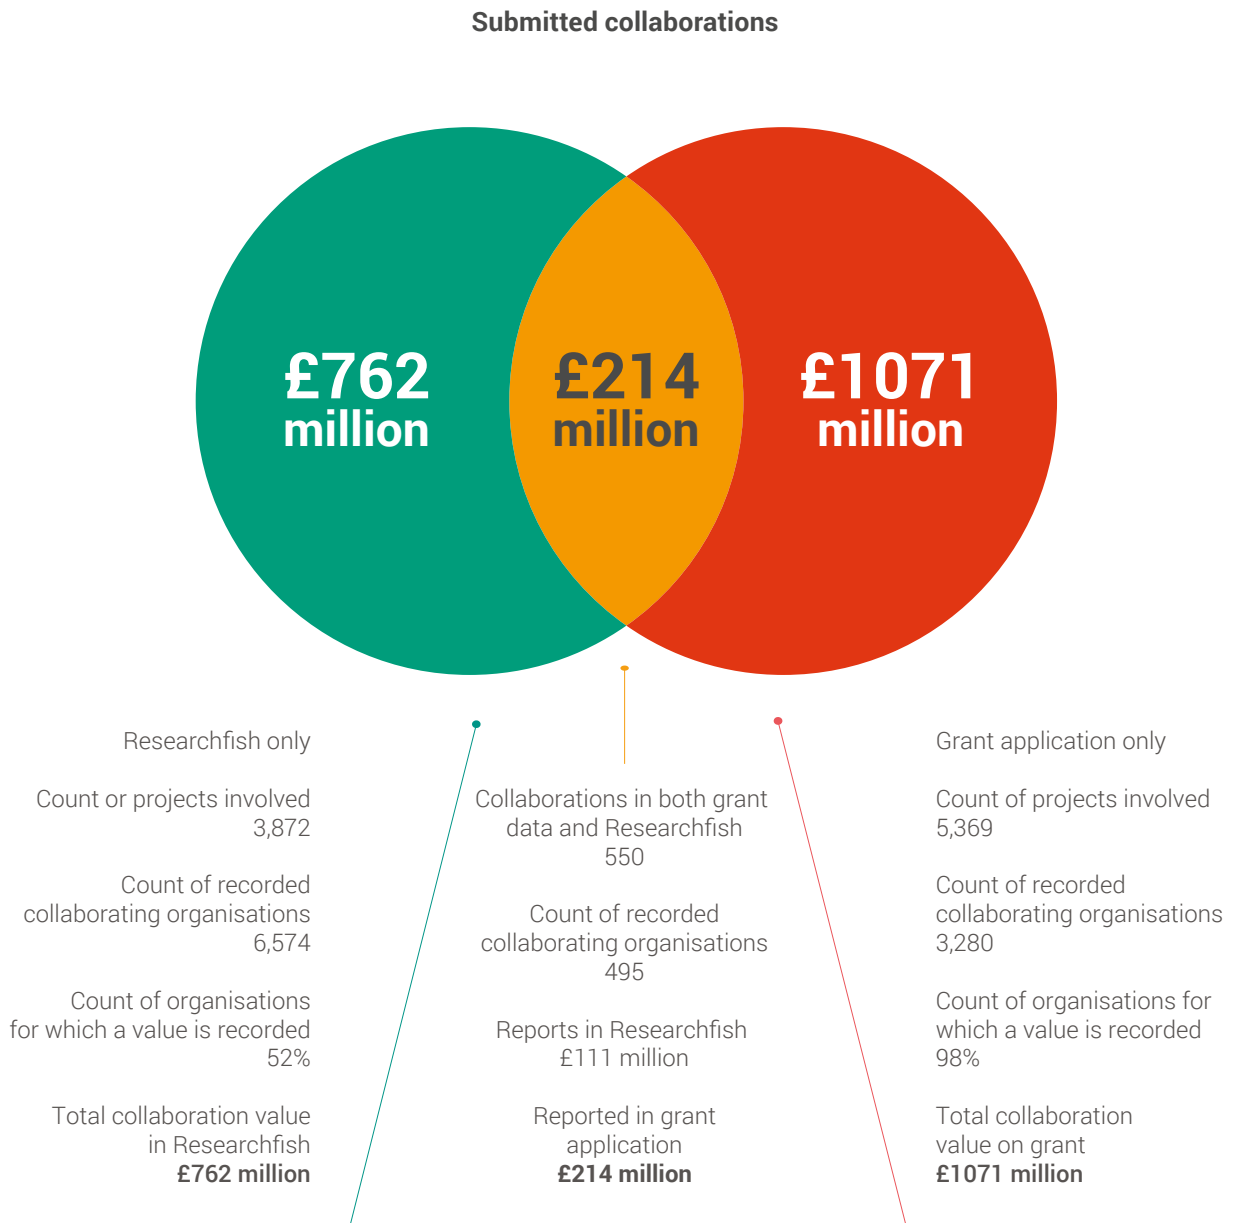 Submitted collaborations
£762
million
£214
million
£1071
million
Researchfish only
Count or projects involved
3,872
Count of recorded
collaborating organisations
6,574
Count of organisations
for which a value is recorded
52%
Total collaboration value
in Researchfish
£762 million
Collaborations in both grant
data and Researchfish
550
Count of recorded
collaborating organisations
495
Reports in Researchfish
£111 million
Reported in grant
application
£214 million
Grant application only
Count of projects involved
5,369
Count of recorded
collaborating organisations
3,280
Count of organisations for
which a value is recorded
98%
Total collaboration
value on grant
£1071 million